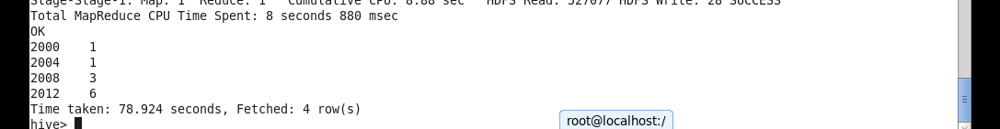 Stage-Stage-1: Map: 1  Reduce: 1   Cumulative CPU: 8.88 sec   HDFS Read: 527077 HDFS Write: 28 SUCCESS
Total MapReduce CPU Time Spent: 8 seconds 880 msec
OK
2000    1
2004    1
2008    3
2012    6
Time taken: 78.924 seconds, Fetched: 4 row(s)
hive>
root@localhost:/